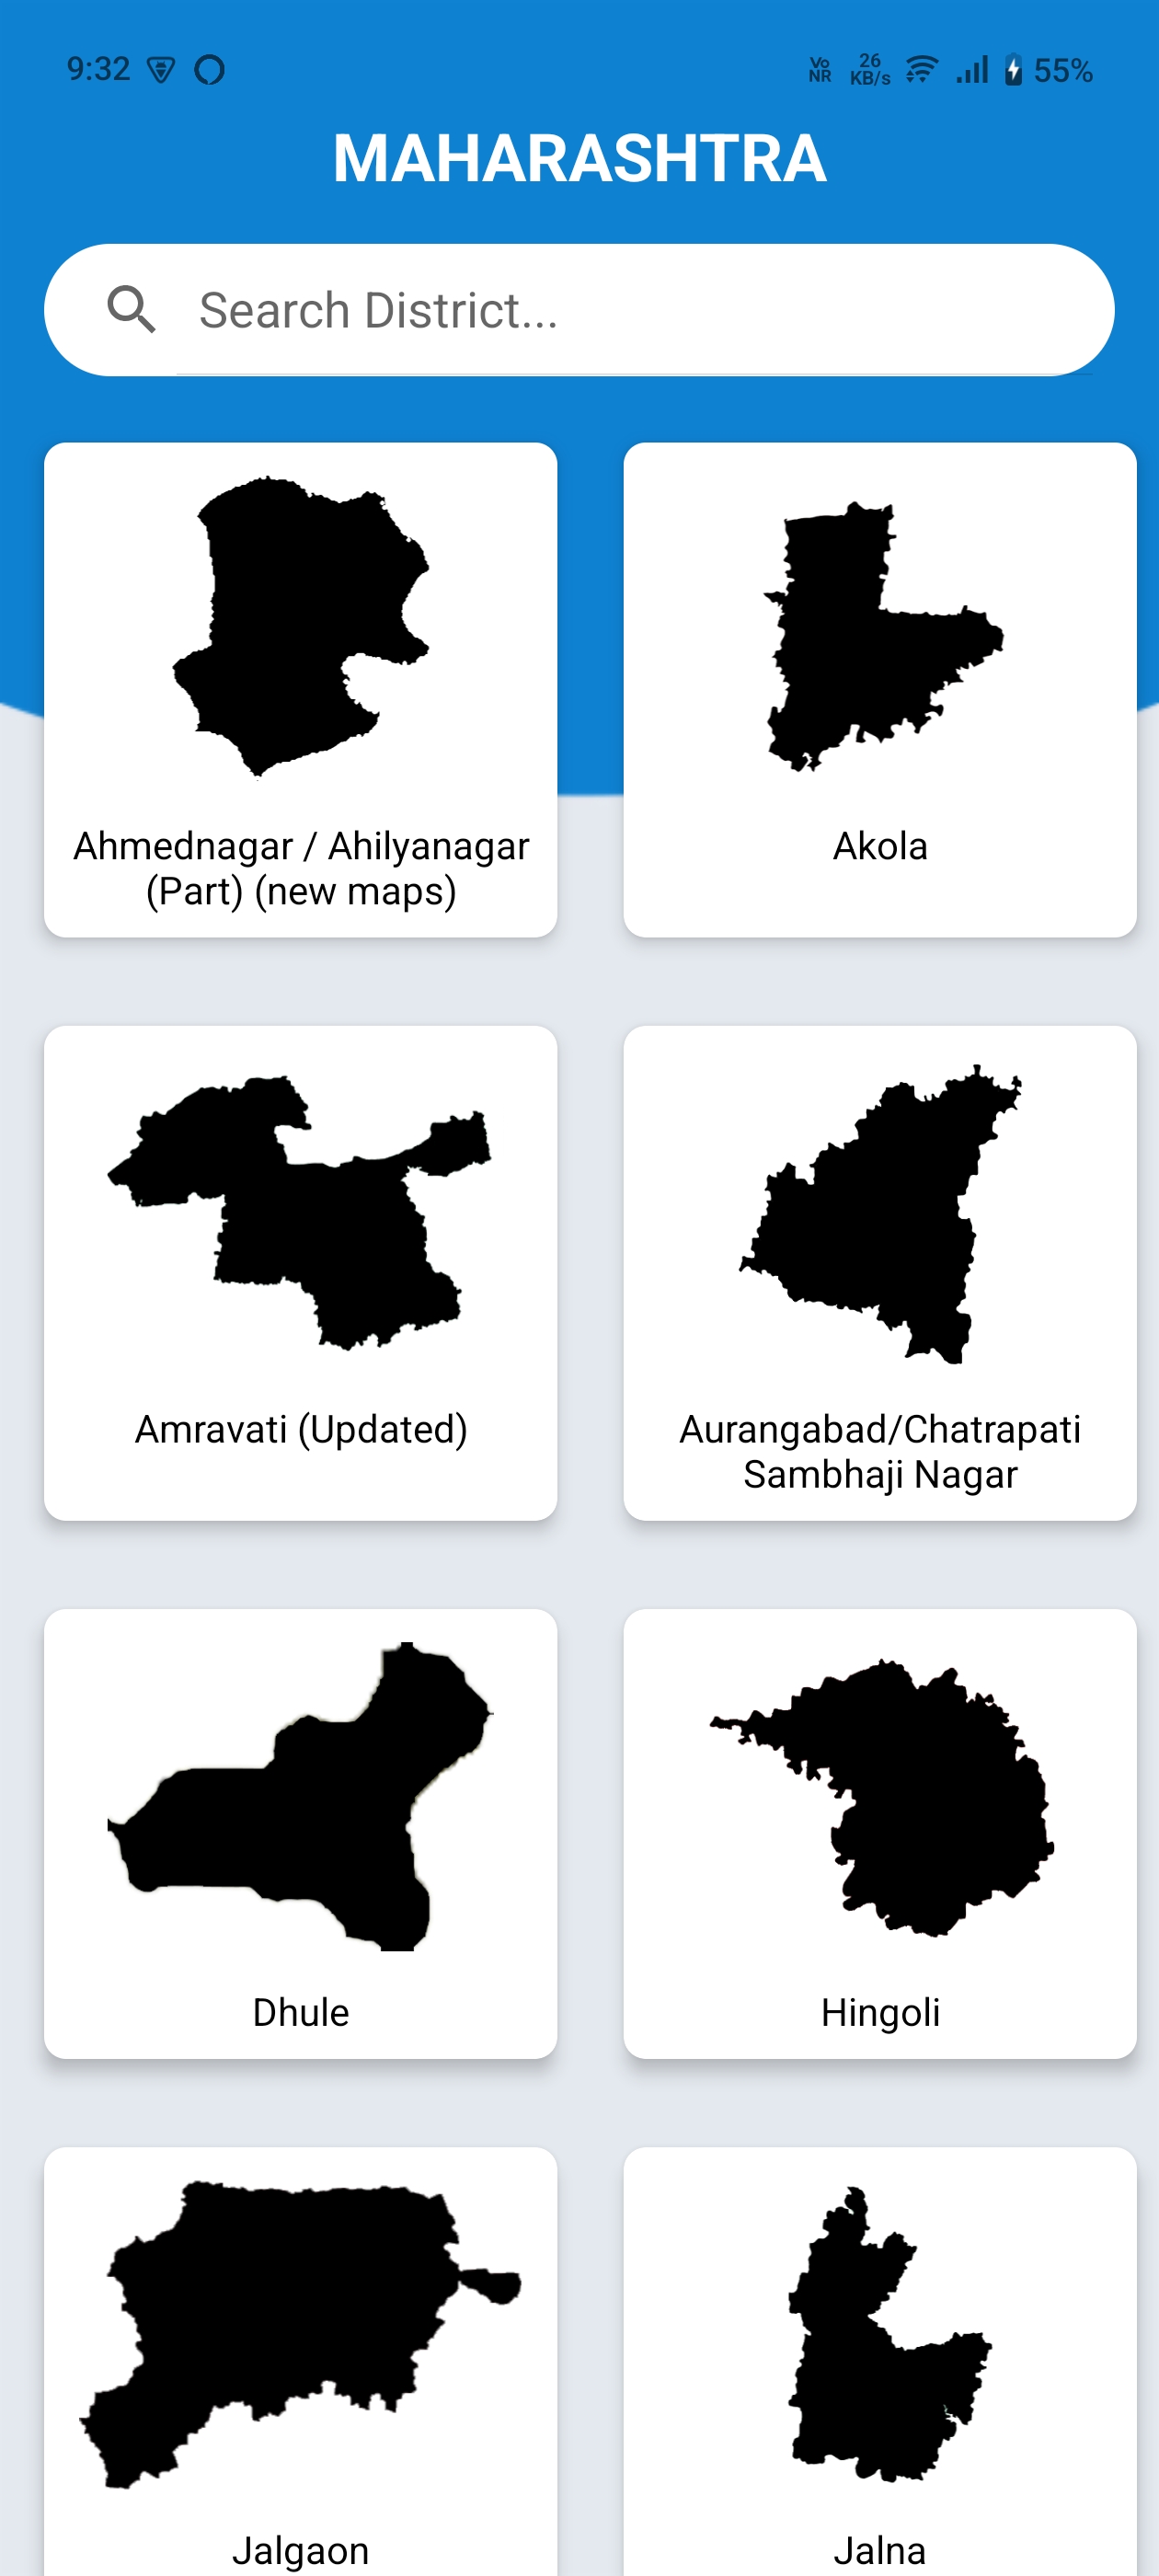 9:32
Vo
NR
26
KB/s
55%
MAHARASHTRA
Search District...
Ahmednagar / Ahilyanagar
(Part) (new maps)
Akola
Amravati (Updated)
Aurangabad/Chatrapati
Sambhaji Nagar
Dhule
Hingoli
Jalgaon
Jalna